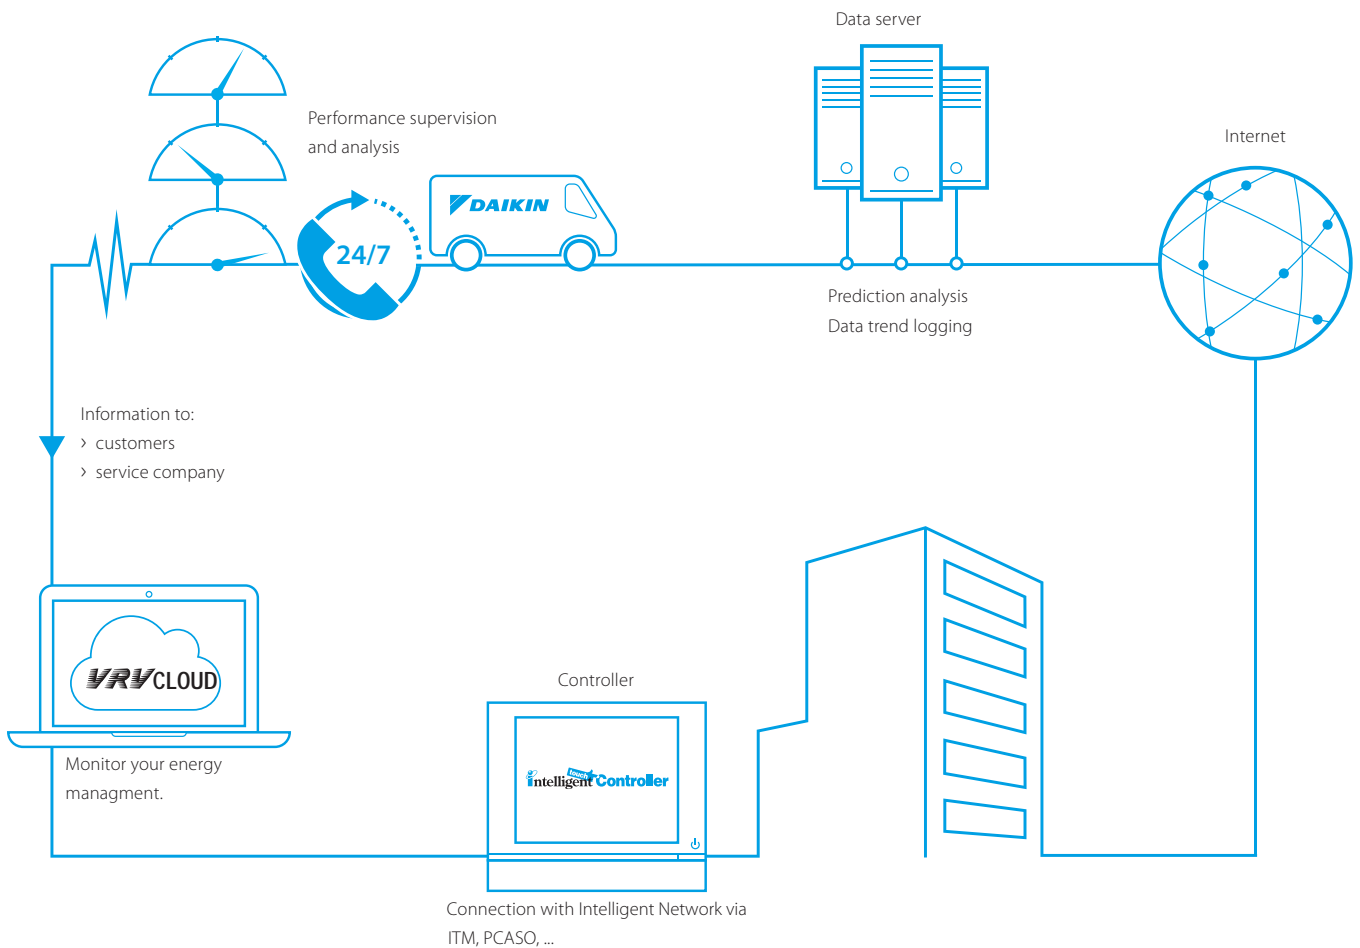 Data server
Performance supervision
and analysis
Internet
DAIKIN
24/7
Prediction analysis
Data trend logging
Information to:
› customers
› service company
VRV CLOUD
Monitor your energy
managment.
Controller
intelligent touch Controller
Connection with Intelligent Network via
ITM, PCASO, ...